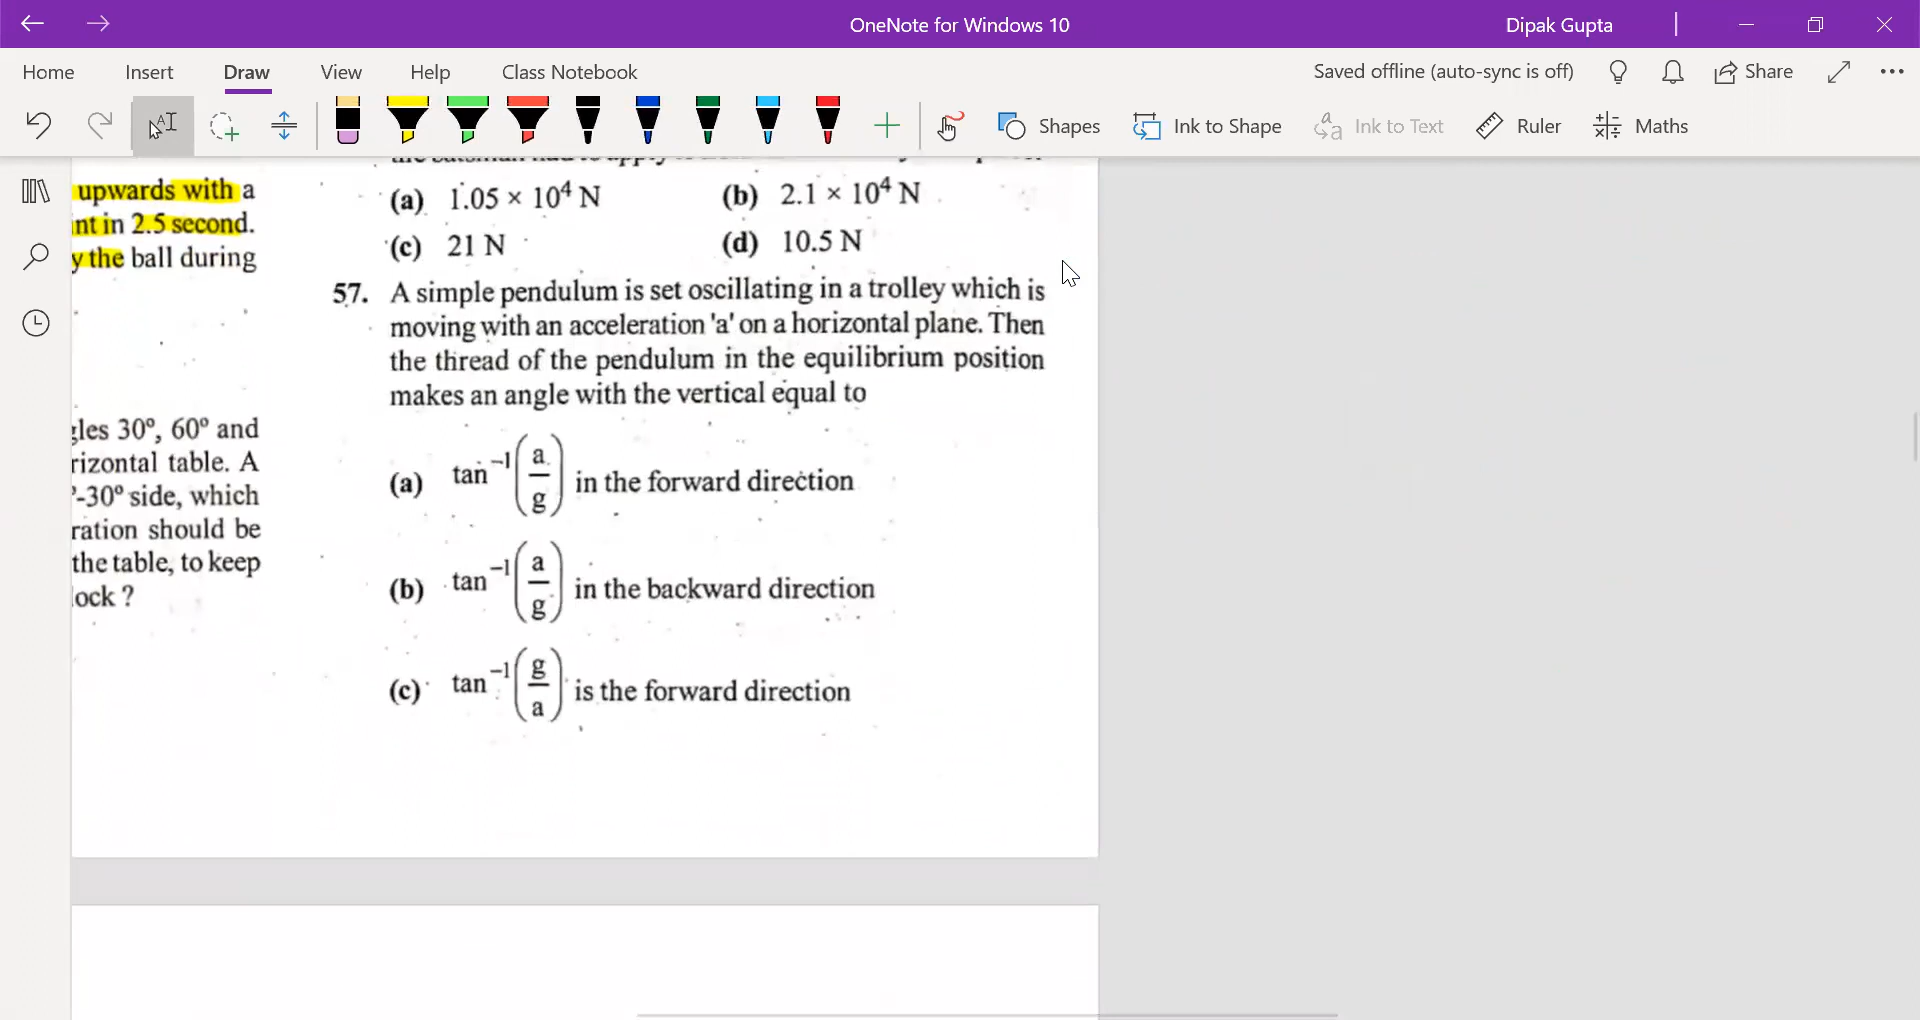 OneNote for Windows 10
Dipak Gupta
Home Insert Draw View Help Class Notebook
Saved offline (auto-sync is off) Share
Shapes Ink to Shape Ink to Text Ruler Maths
upwards with a
nt in 2.5 second.
y the ball during
gles 30º, 60º and
rizontal table. A
º-30º side, which
ration should be
the table, to keep
lock ?
(a) 1.05 × 10⁴ N (b) 2.1 × 10⁴ N
(c) 21 N (d) 10.5 N
57. A simple pendulum is set oscillating in a trolley which is
moving with an acceleration 'a' on a horizontal plane. Then
the thread of the pendulum in the equilibrium position
makes an angle with the vertical equal to
(a) tan⁻¹(a/g) in the forward direction
(b) tan⁻¹(a/g) in the backward direction
(c) tan⁻¹(g/a) is the forward direction